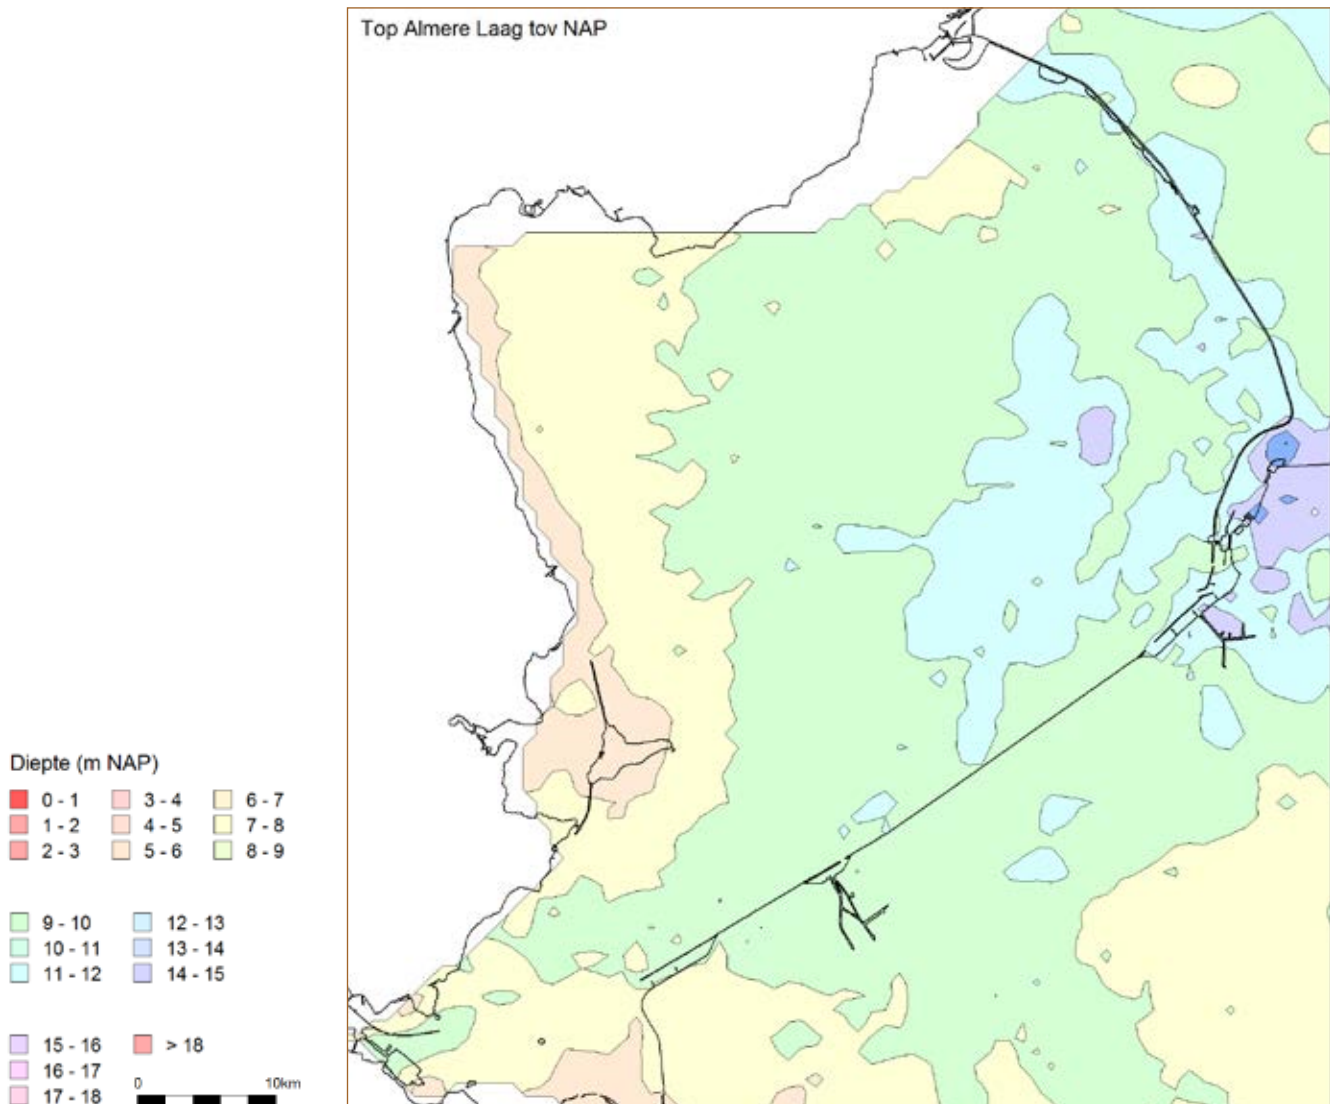 Top Almere Laag tov NAP
Diepte (m NAP)
0 - 1 3 - 4 6 - 7
1 - 2 4 - 5 7 - 8
2 - 3 5 - 6 8 - 9
9 - 10 12 - 13
10 - 11 13 - 14
11 - 12 14 - 15
15 - 16 > 18
16 - 17
17 - 18
0 10km